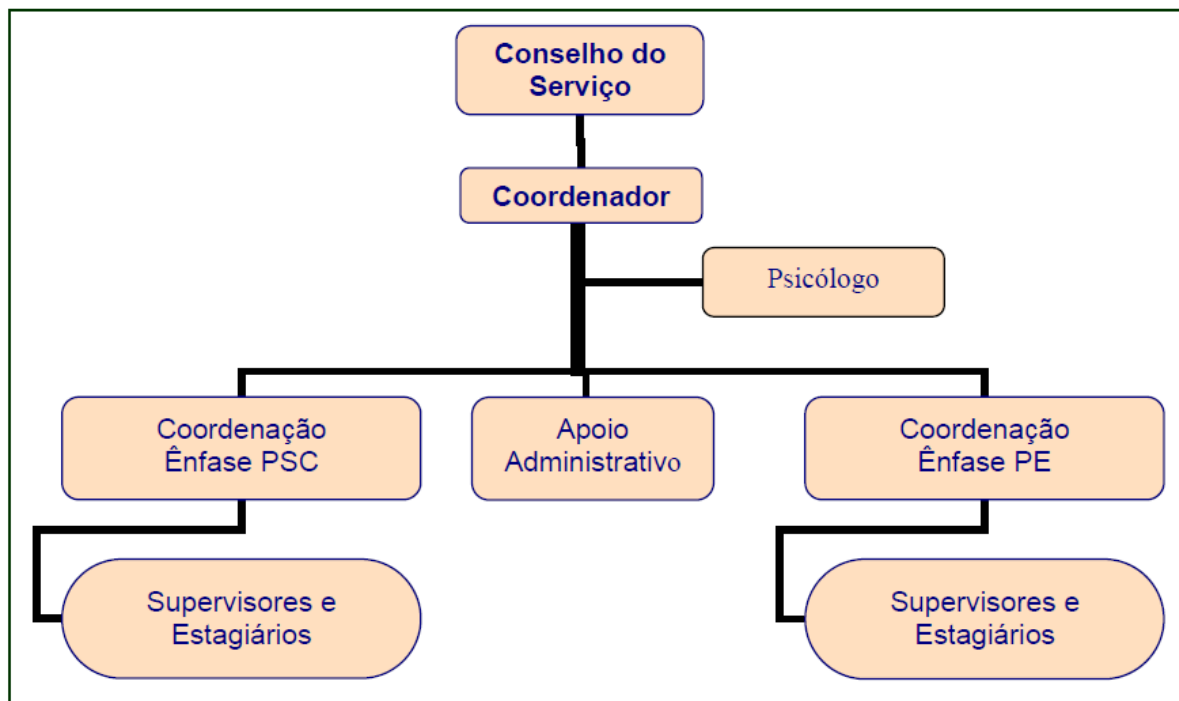 Conselho do
Serviço
Coordenador
Psicólogo
Coordenação
Ênfase PSC
Apoio
Administrativo
Coordenação
Ênfase PE
Supervisores e
Estagiários
Supervisores e
Estagiários